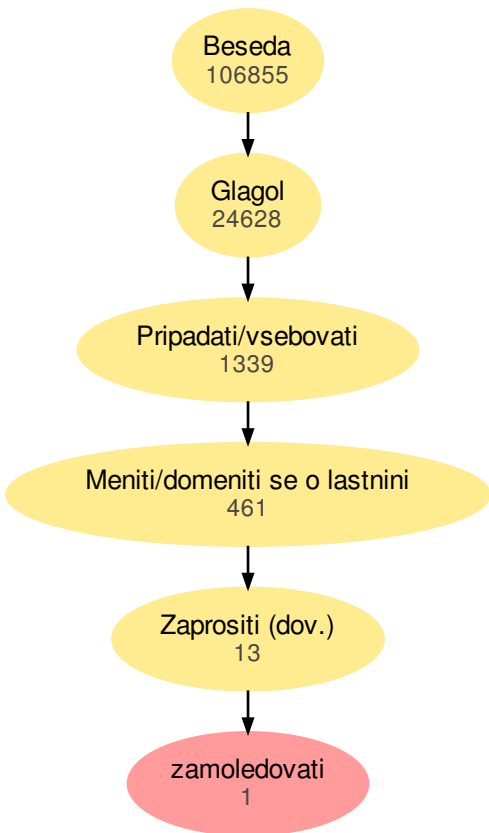 Beseda
106855
Glagol
24628
Pripadati/vsebovati
1339
Meniti/domeniti se o lastnini
461
Zaprositi (dov.)
13
zamoledovati
1